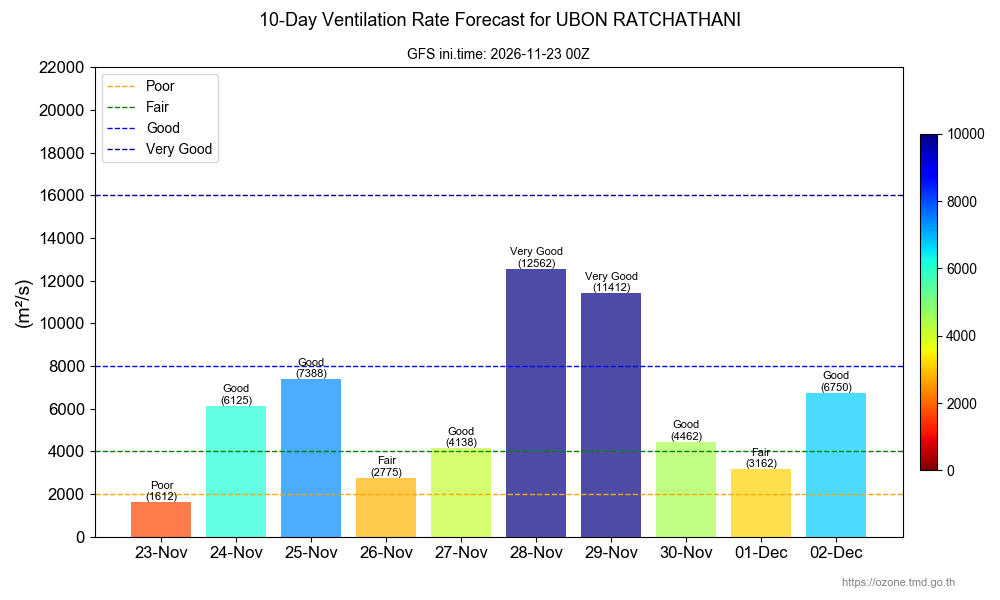 10-Day Ventilation Rate Forecast for UBON RATCHATHANI
GFS ini.time: 2026-11-23 00Z
22000
20000
18000
16000
14000
12000
10000
8000
6000
4000
2000
0
(m²/s)
Poor
Fair
Good
Very Good
Poor
(1612)
Good
(6125)
Good
(7388)
Fair
(2775)
Good
(4138)
Very Good
(12562)
Very Good
(11412)
Good
(4462)
Fair
(3162)
Good
(6750)
23-Nov 24-Nov 25-Nov 26-Nov 27-Nov 28-Nov 29-Nov 30-Nov 01-Dec 02-Dec
10000
8000
6000
4000
2000
0
https://ozone.tmd.go.th